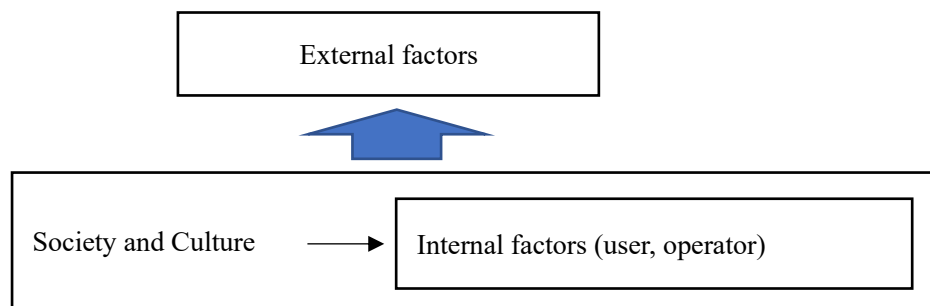 External factors
Society and Culture
Internal factors (user, operator)